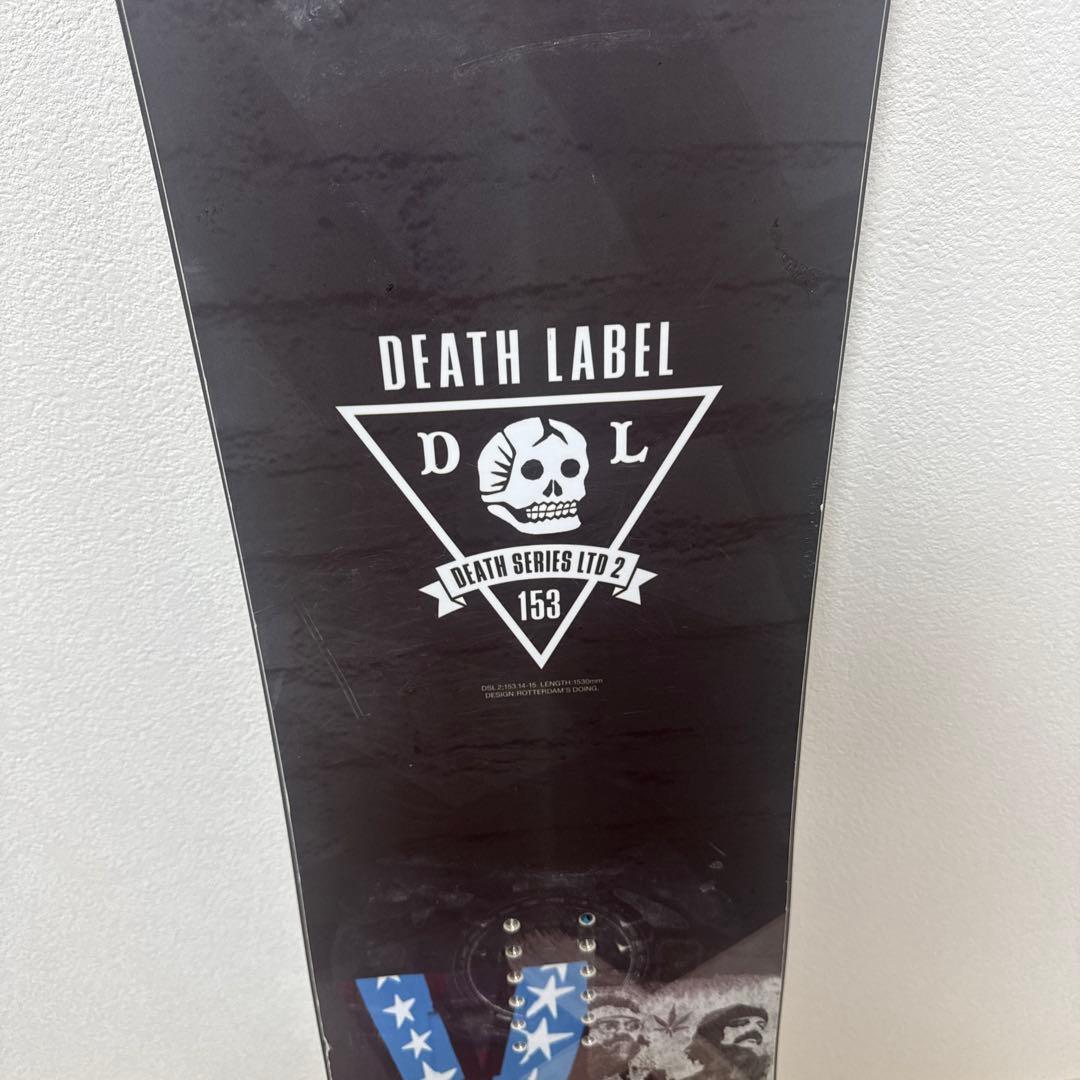 DEATH LABEL
D L
DEATH SERIES LTD 2
153
DSL 2:153 14-15 LENGTH:1530mm
DESIGN:ROTTERDAM'S DOING.